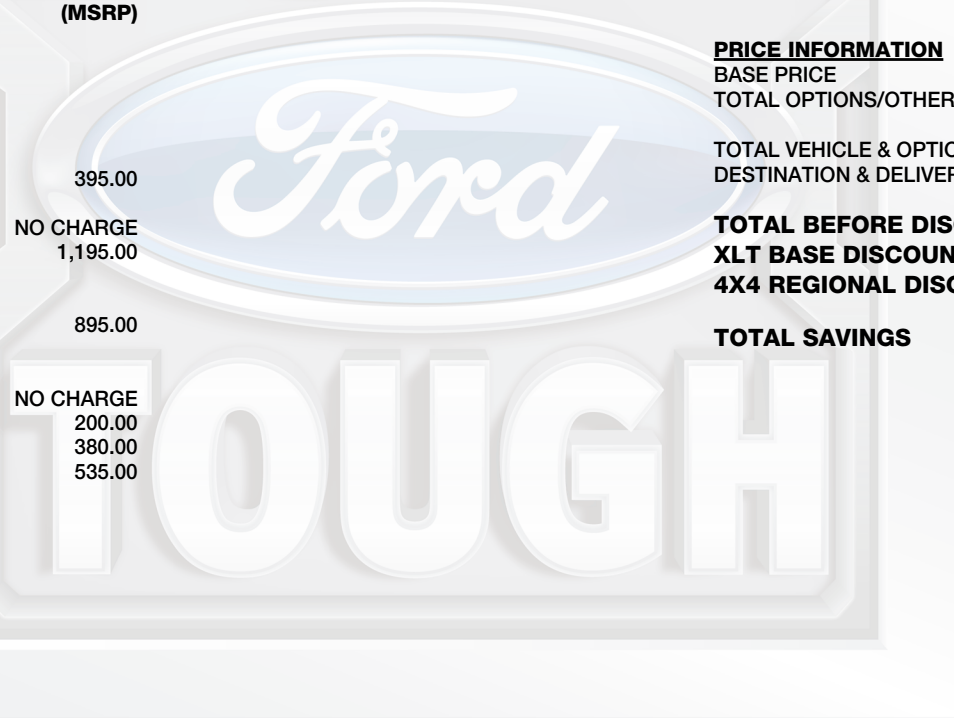 (MSRP)
395.00
NO CHARGE
1,195.00
895.00
NO CHARGE
200.00
380.00
535.00
PRICE INFORMATION
BASE PRICE
TOTAL OPTIONS/OTHER
TOTAL VEHICLE & OPTIO
DESTINATION & DELIVER
TOTAL BEFORE DISC
XLT BASE DISCOUN
4X4 REGIONAL DISC
TOTAL SAVINGS
Ford
TOUGH